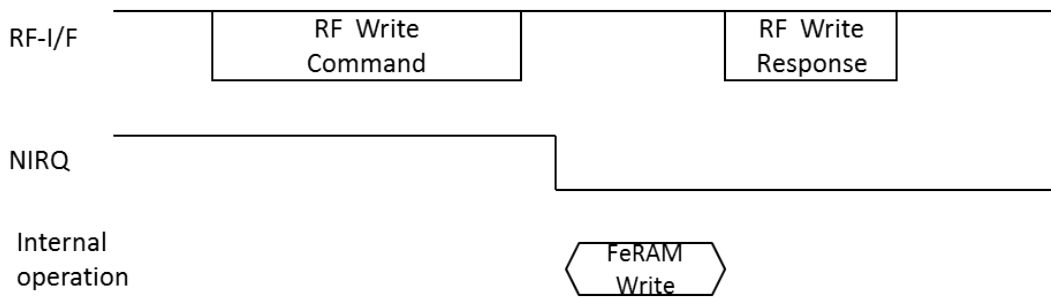 RF-I/F
RF Write
Command
RF Write
Response
NIRQ
Internal
operation
FeRAM
Write